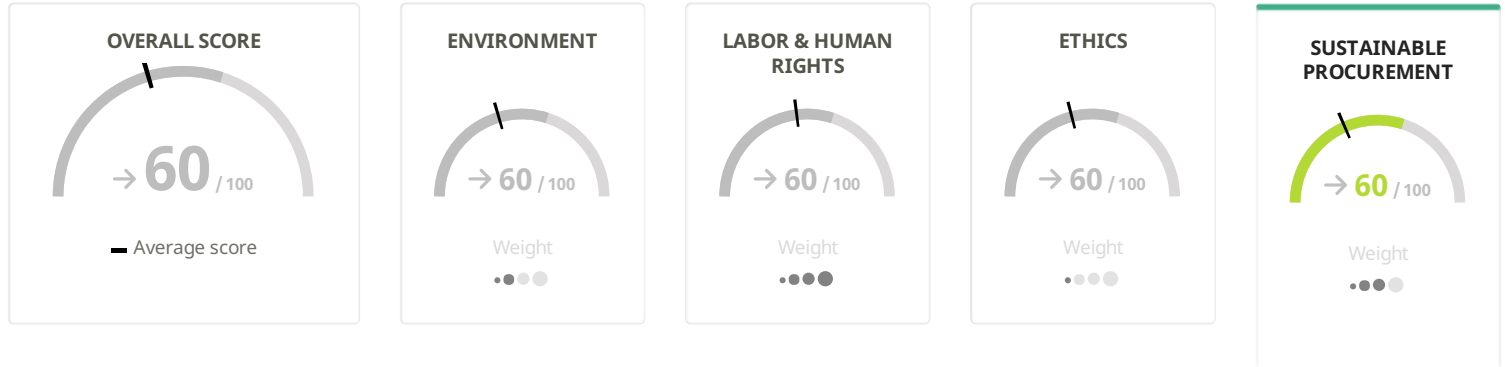 OVERALL SCORE
→ 60 / 100
Average score
ENVIRONMENT
→ 60 / 100
Weight
LABOR & HUMAN
RIGHTS
→ 60 / 100
Weight
ETHICS
→ 60 / 100
Weight
SUSTAINABLE
PROCUREMENT
→ 60 / 100
Weight